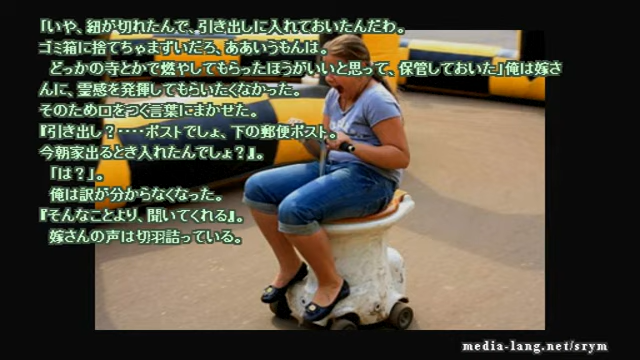 「いや、紐が切れたんで、引き出しに入れておいたんだわ。
ゴミ箱に捨てちゃまずいだろ、ああいうもんは。
どっかの寺とかで燃やしてもらったほうがいいと思って、保管しておいた」俺は嫁さ
んに、霊感を発揮してもらいたくなかった。
そのため口をつく言葉にまかせた。
『引き出し？‥‥ポストでしょ、下の郵便ポスト。
今朝家出るとき入れたんでしょ？』。
「は？」。
俺は訳が分からなくなった。
『そんなことより、聞いてくれる』。
嫁さんの声は切羽詰っている。
media-lang.net/srym